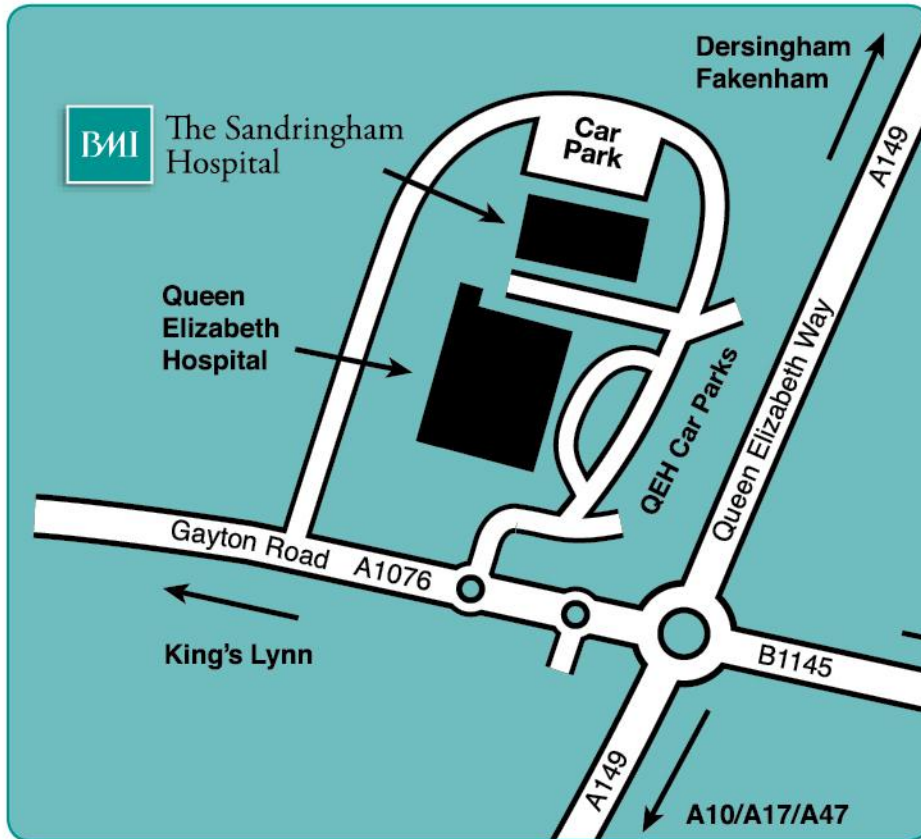 Dersingham
Fakenham
BMI
The Sandringham
Hospital
Car
Park
A149
Queen
Elizabeth
Hospital
Queen Elizabeth Way
QEH Car Parks
Gayton Road A1076
King's Lynn
B1145
A149
A10/A17/A47